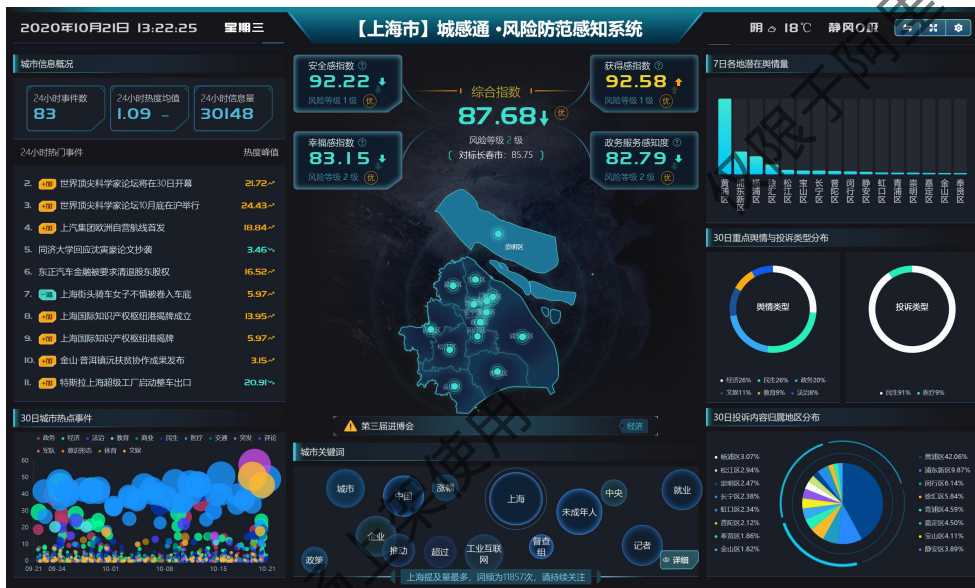 2020年10月21日 13:22:25 星期三
【上海市】城感通 ·风险防范感知系统
阴 18℃ 静风0级
城市信息概况
24小时事件数
83
24小时热度均值
1.09 –
24小时信息量
30148
24小时热门事件 热度峰值
2. 世界顶尖科学家论坛将在30日开幕 21.72
3. 世界顶尖科学家论坛10月底在沪举行 24.43
4. 上汽集团欧洲自营航线首发 18.84
5. 同济大学回应沈寅豪论文抄袭 3.46
6. 东正汽车金融被要求清退股东股权 16.52
7. 上海街头骑车女子不慎被卷入车底 5.97
8. 上海国际知识产权枢纽港揭牌成立 13.95
9. 上海国际知识产权枢纽港揭牌 5.97
10. 金山·普洱镇沅扶贫协作成果发布 3.15
11. 特斯拉上海超级工厂启动整车出口 20.91
30日城市热点事件
政务 经济 法治 教育 商业 民生 医疗 交通 突发 评论
军队 意识形态 体育 文娱
60
50
40
30
20
10
0
09-21 09-24 10-01 10-08 10-15 10-21
安全感指数
92.22
风险等级 1 级 优
获得感指数
92.58
风险等级 1 级 优
综合指数
87.68 优
风险等级 2 级
( 对标长春市：85.75 )
幸福感指数
83.15
风险等级 2 级 优
政务服务感知度
82.79
风险等级 2 级 优
崇明区
第三届进博会 经济
城市关键词
城市
中国
涨幅
上海
未成年人
中央
就业
企业
推动
政策
超过
工业互联网
督查组
记者
详细
上海提及量最多，词频为11857次，请持续关注
7日各地潜在舆情量
黄浦区
浦东新区
杨浦区
徐汇区
松江区
宝山区
长宁区
普陀区
闵行区
静安区
虹口区
青浦区
崇明区
嘉定区
金山区
奉贤区
30日重点舆情与投诉类型分布
舆情类型
经济26% 民生26% 政务20%
文娱11% 教育9% 法治8%
投诉类型
民生91% 医疗9%
30日投诉内容归属地区分布
杨浦区3.07%
松江区2.94%
崇明区2.47%
长宁区2.38%
虹口区2.34%
普陀区2.12%
奉贤区1.86%
金山区1.82%
黄浦区42.06%
浦东新区9.87%
闵行区6.14%
徐汇区5.84%
青浦区4.59%
嘉定区4.50%
宝山区4.11%
静安区3.89%